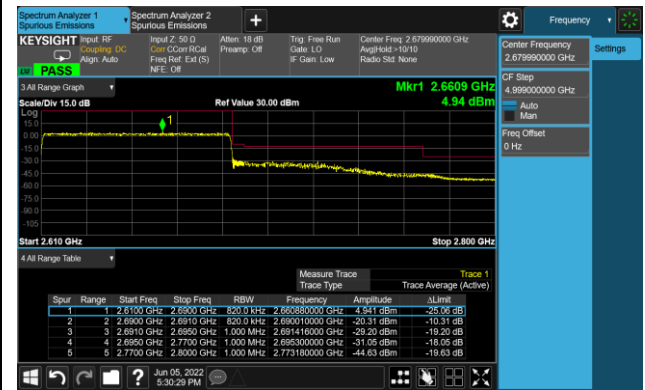 Spectrum Analyzer 1
Spurious Emissions
Spectrum Analyzer 2
Spurious Emissions
+
Frequency
KEYSIGHT
Input: RF
Coupling: DC
Align: Auto
Input Z: 50 Ω
Corr CCorr RCal
Freq Ref: Ext (S)
NFE: Off
Atten: 18 dB
Preamp: Off
Trig: Free Run
Gate: LO
IF Gain: Low
Center Freq: 2.679990000 GHz
Avg|Hold:>10/10
Radio Std: None
PASS
Center Frequency
2.679990000 GHz
Settings
CF Step
4.999000000 GHz
Auto
Man
Freq Offset
0 Hz
3 All Range Graph
Mkr1 2.6609 GHz
4.94 dBm
Scale/Div 15.0 dB
Ref Value 30.00 dBm
Log
15.0
0.00
-15.0
-30.0
-45.0
-60.0
-75.0
-90.0
-105
1
Start 2.610 GHz
Stop 2.800 GHz
4 All Range Table
Measure Trace Trace 1
Trace Type Trace Average (Active)
Spur Range Start Freq Stop Freq RBW Frequency Amplitude ΔLimit
1 1 2.6100 GHz 2.6900 GHz 820.0 kHz 2.660880000 GHz 4.941 dBm -25.06 dB
2 2 2.6900 GHz 2.6910 GHz 820.0 kHz 2.690010000 GHz -20.31 dBm -10.31 dB
3 3 2.6910 GHz 2.6950 GHz 1.000 MHz 2.691416000 GHz -29.20 dBm -19.20 dB
4 4 2.6950 GHz 2.7700 GHz 1.000 MHz 2.695300000 GHz -31.05 dBm -18.05 dB
5 5 2.7700 GHz 2.8000 GHz 1.000 MHz 2.773180000 GHz -44.63 dBm -19.63 dB
?
Jun 05, 2022
5:30:29 PM